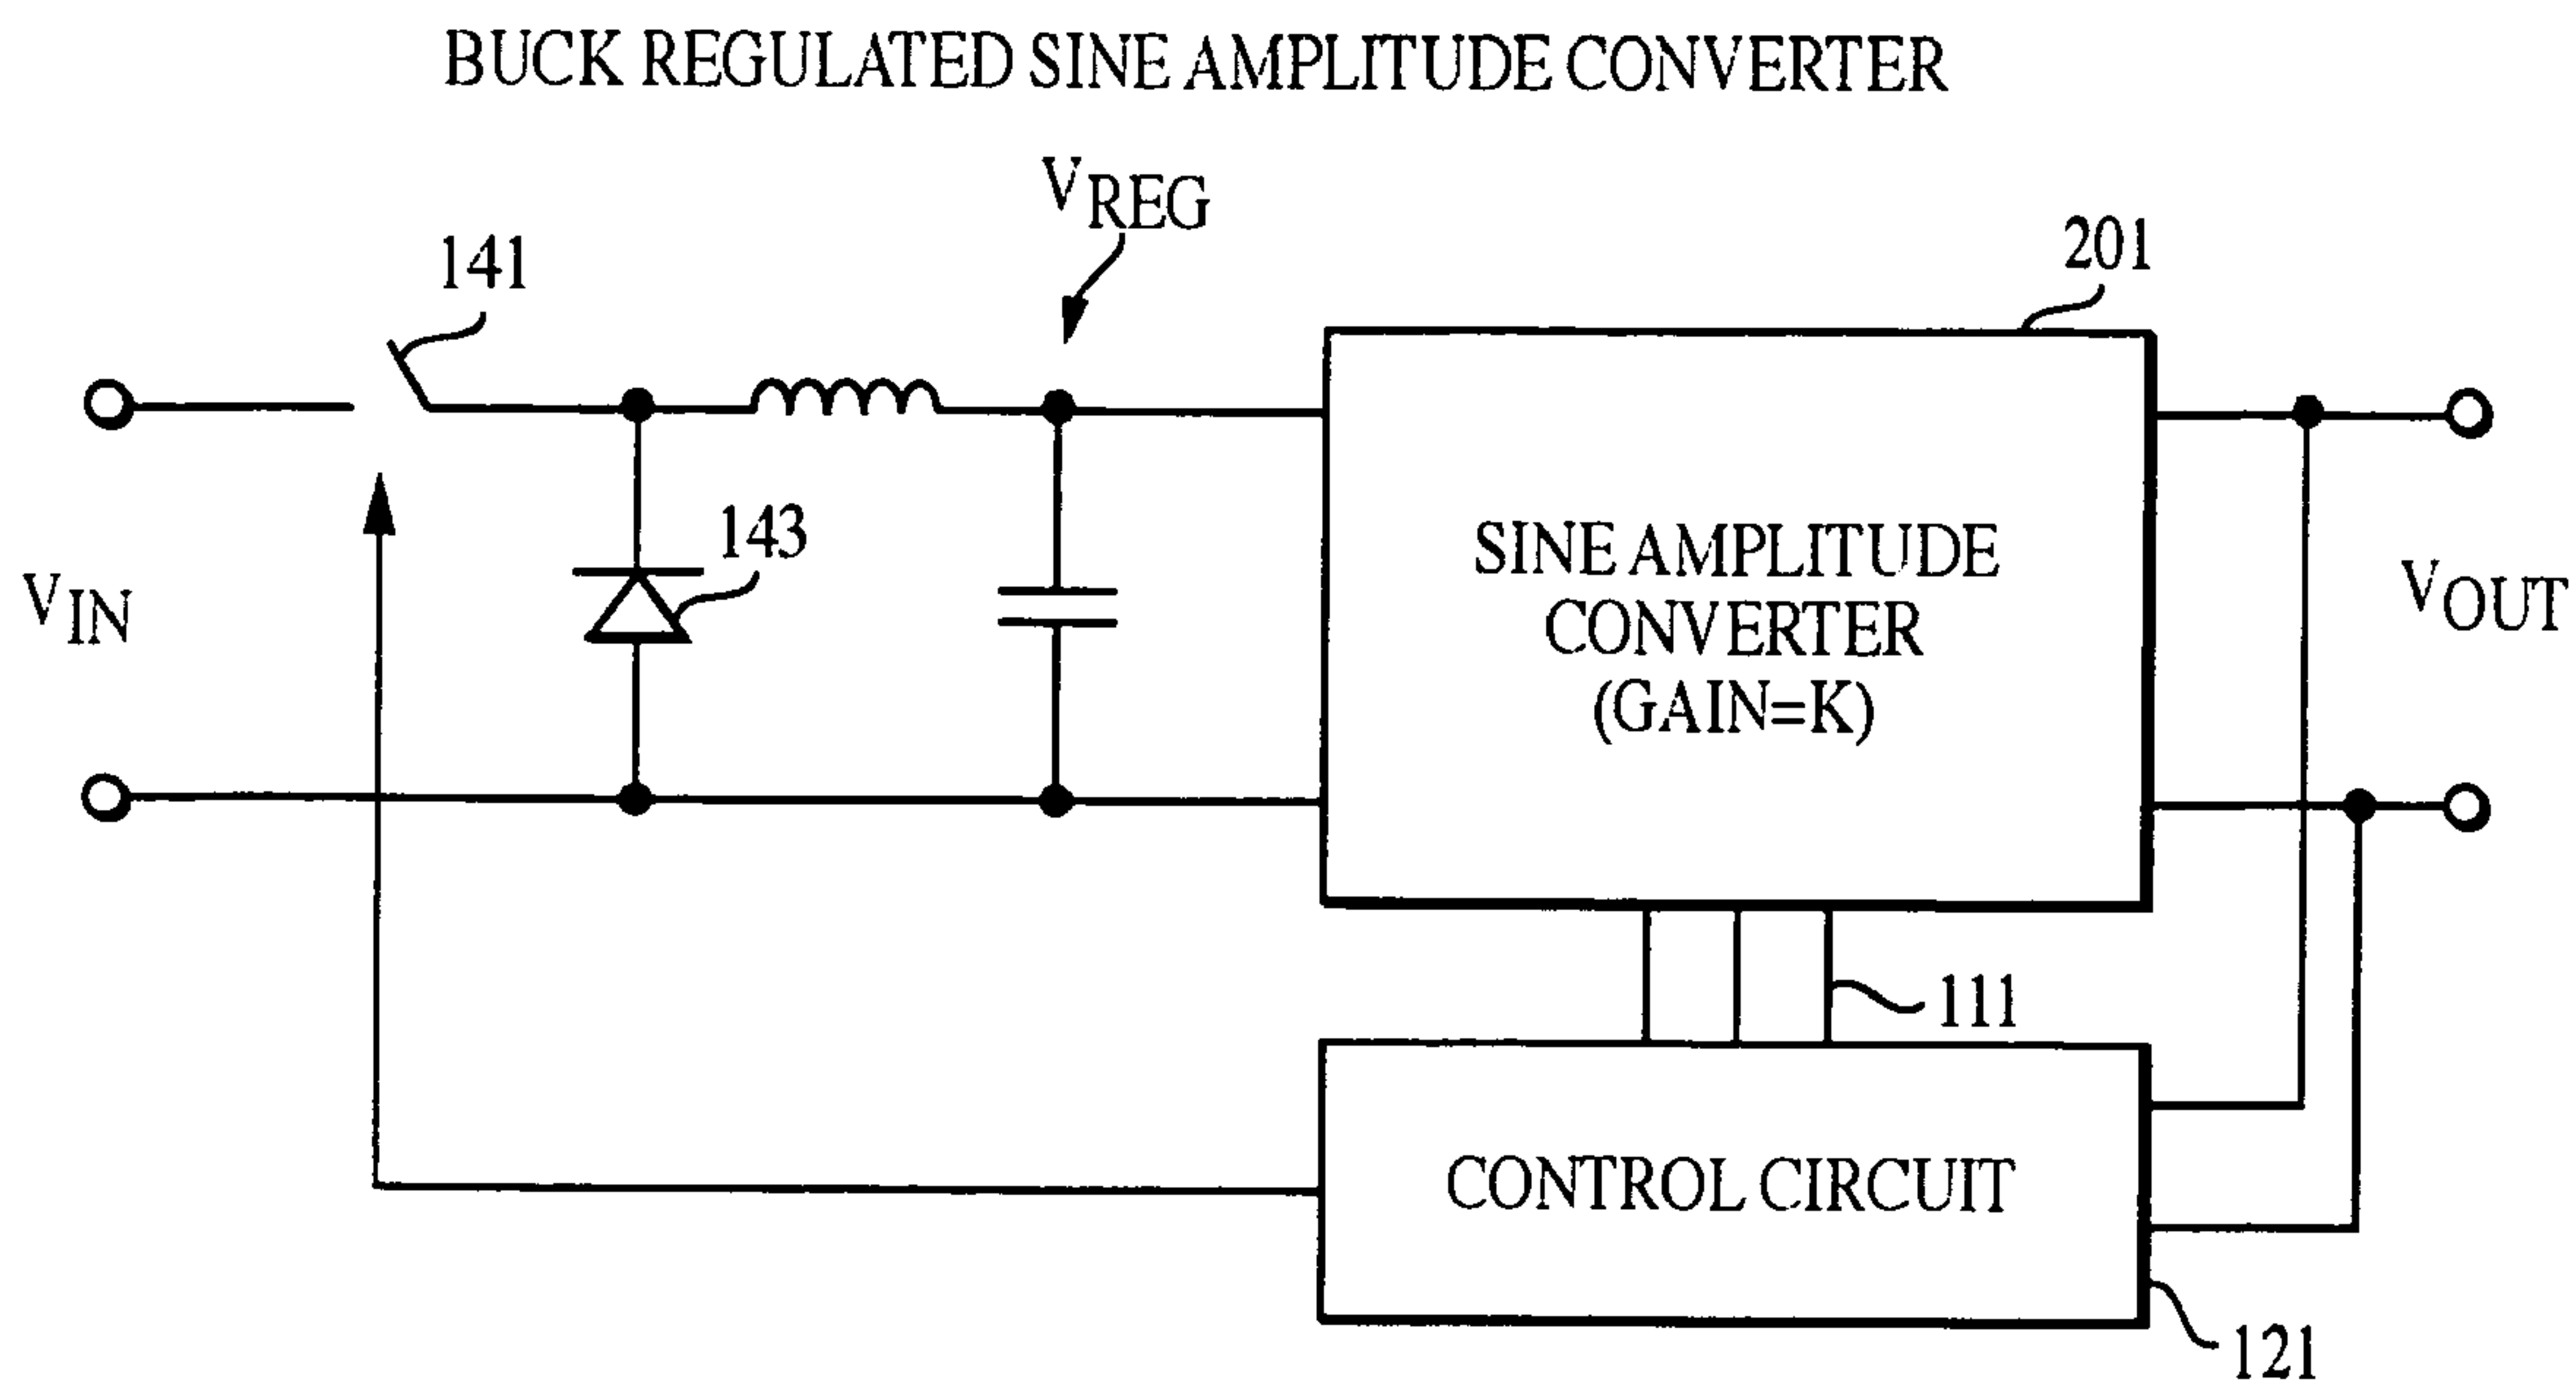 BUCK REGULATED SINE AMPLITUDE CONVERTER
VREG
141
201
143
VIN
SINE AMPLITUDE
CONVERTER
(GAIN=K)
VOUT
111
CONTROL CIRCUIT
121